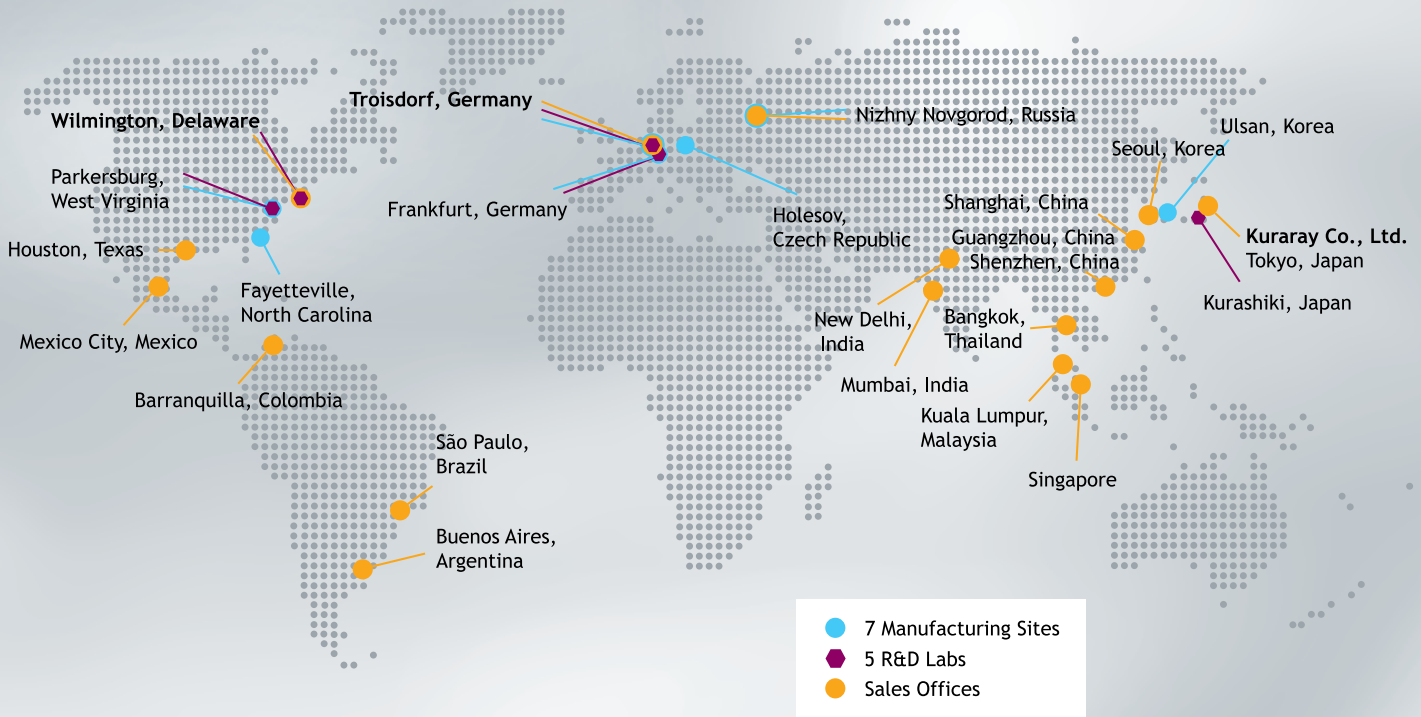 Troisdorf, Germany
Wilmington, Delaware
Nizhny Novgorod, Russia
Ulsan, Korea
Seoul, Korea
Parkersburg,
West Virginia
Frankfurt, Germany
Holesov,
Czech Republic
Shanghai, China
Guangzhou, China
Shenzhen, China
Kuraray Co., Ltd.
Tokyo, Japan
Houston, Texas
Fayetteville,
North Carolina
Kurashiki, Japan
New Delhi,
India
Bangkok,
Thailand
Mexico City, Mexico
Mumbai, India
Barranquilla, Colombia
Kuala Lumpur,
Malaysia
São Paulo,
Brazil
Singapore
Buenos Aires,
Argentina
7 Manufacturing Sites
5 R&D Labs
Sales Offices